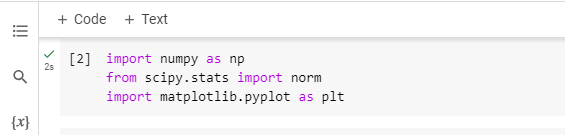 + Code + Text
[2] import numpy as np
2s
from scipy.stats import norm
import matplotlib.pyplot as plt
{x}